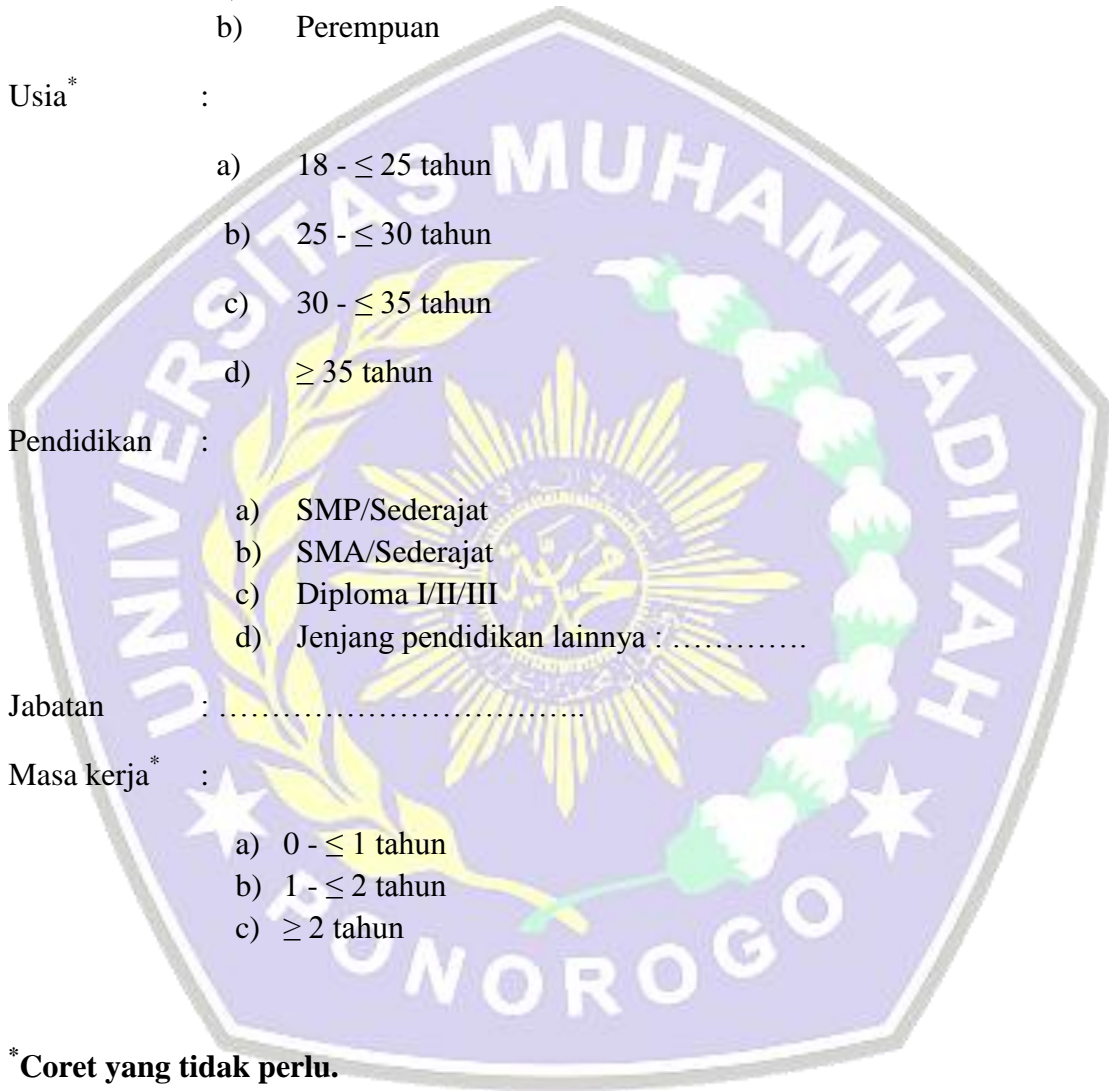 b) Perempuan
Usia* :
a) 18 - ≤ 25 tahun
b) 25 - ≤ 30 tahun
c) 30 - ≤ 35 tahun
d) ≥ 35 tahun
Pendidikan :
a) SMP/Sederajat
b) SMA/Sederajat
c) Diploma I/II/III
d) Jenjang pendidikan lainnya : ………….
Jabatan : ……………………………..
Masa kerja* :
a) 0 - ≤ 1 tahun
b) 1 - ≤ 2 tahun
c) ≥ 2 tahun
*Coret yang tidak perlu.
UNIVERSITAS MUHAMMADIYAH
PONOROGO